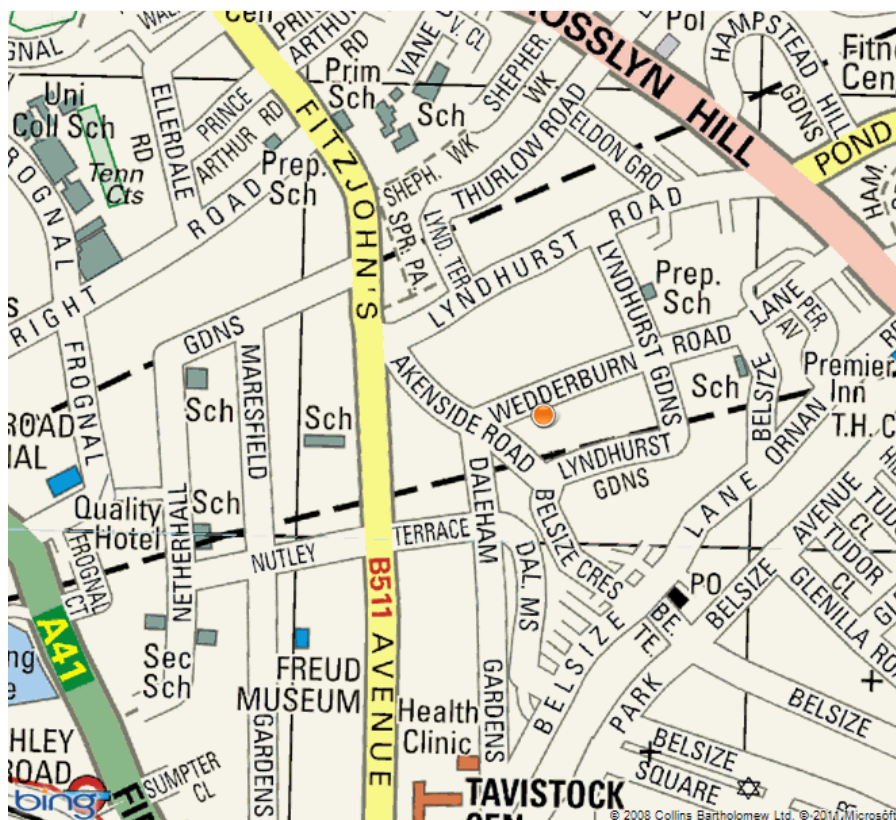 Cen
PRINCE
ARTHUR
RD
VANE
V. CL
Pol
HAMPSTEAD
HILL
GDNS
ROSSLYN HILL
SHEPHER.
WK
Prim
Sch
Uni
Coll Sch
ELLERDALE
RD
PRINCE
ARTHUR RD
FITZJOHN'S
Sch
SHEPH. WK
THURLOW ROAD
ELDON GRO
POND
HAM.
Tenn
Cts
Prep.
Sch
SPR. PA.
LYND. TER
ROAD
LYNDHURST ROAD
FROGNAL
GDNS
MARESFIELD
LYNDHURST GDNS
Prep.
Sch
LANE
PER.
AV
WEDDERBURN ROAD
AKENSIDE ROAD
Sch
BELSIZE
Premier
Inn
ORNAN
Sch
Sch
FROGNAL
LYNDHURST
GDNS
DALEHAM
Sch
Quality
Hotel
NETHERHALL
NUTLEY
TERRACE
BELSIZE CRES
LANE
AVENUE
CL
TUDOR
CL
GLENILLA
FROGNAL
CT
B511
DAL. MS
PO
BELSIZE
BE.
TE.
A41
Sec
Sch
FREUD
MUSEUM
AVENUE
GARDENS
GARDENS
BELSIZE
PARK
BELSIZE
Health
Clinic
BELSIZE
SQUARE
SUMPTER
CL
TAVISTOCK
bing
© 2008 Collins Bartholomew Ltd. © 2011 Microsoft